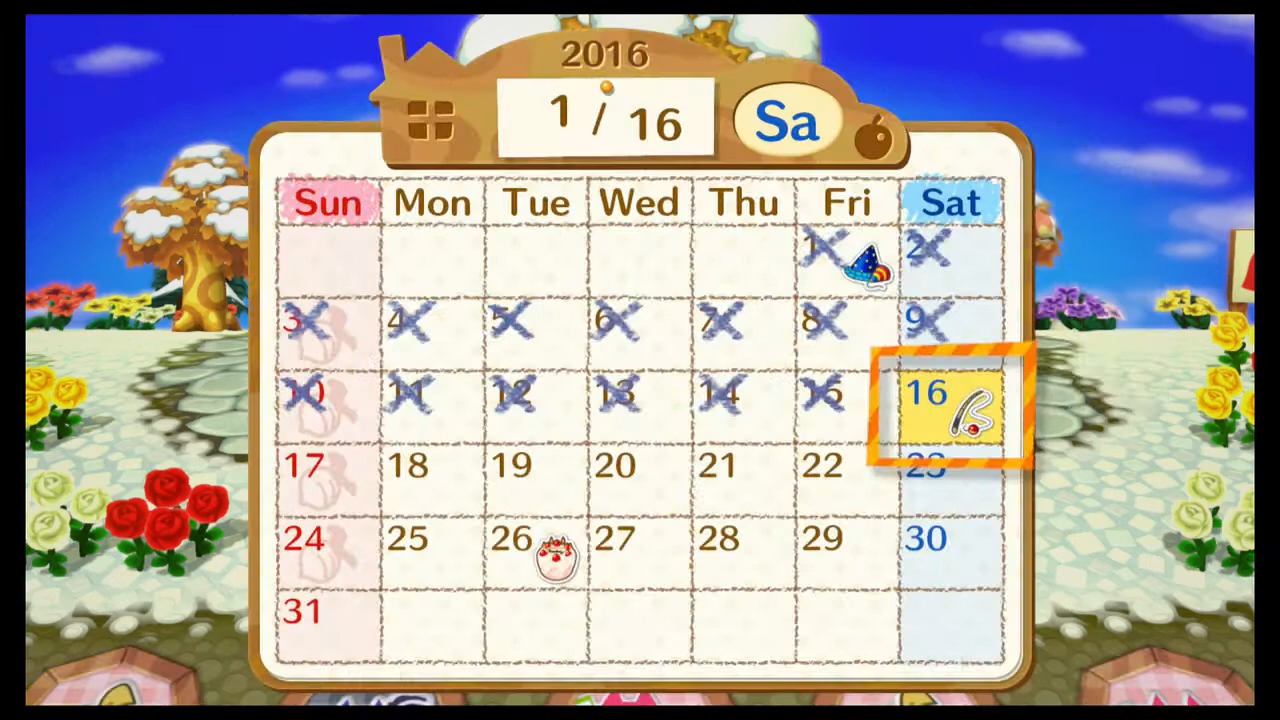 2016
1 / 16 Sa
Sun Mon Tue Wed Thu Fri Sat
1 2
3 4 5 6 7 8 9
10 11 12 13 14 15 16
17 18 19 20 21 22 23
24 25 26 27 28 29 30
31